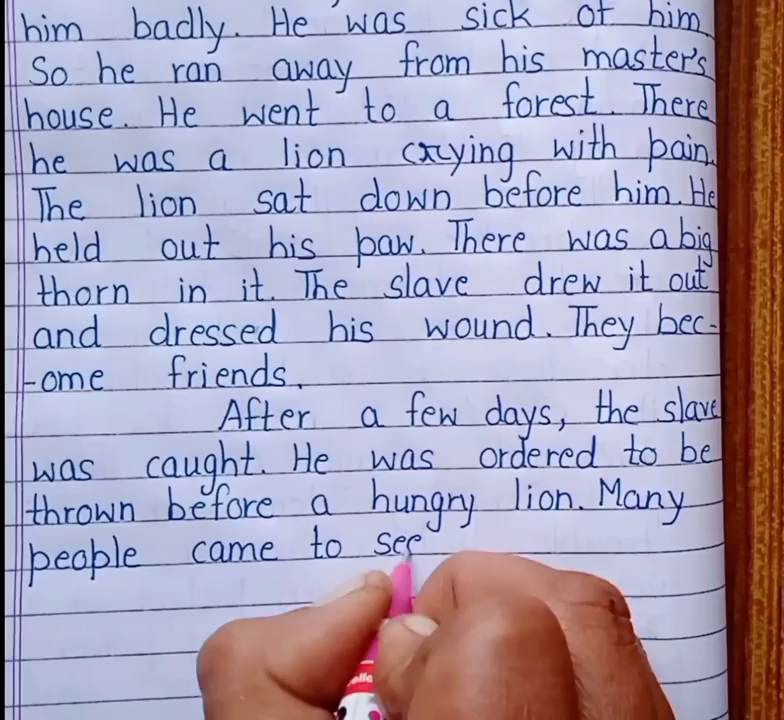 him badly. He was sick of him
So he ran away from his master's
house. He went to a forest. There
he was a lion crying with pain.
The lion sat down before him. He
held out his paw. There was a big
thorn in it. The slave drew it out
and dressed his wound. They bec-
-ome friends.
After a few days, the slave
was caught. He was ordered to be
thrown before a hungry lion. Many
people came to see